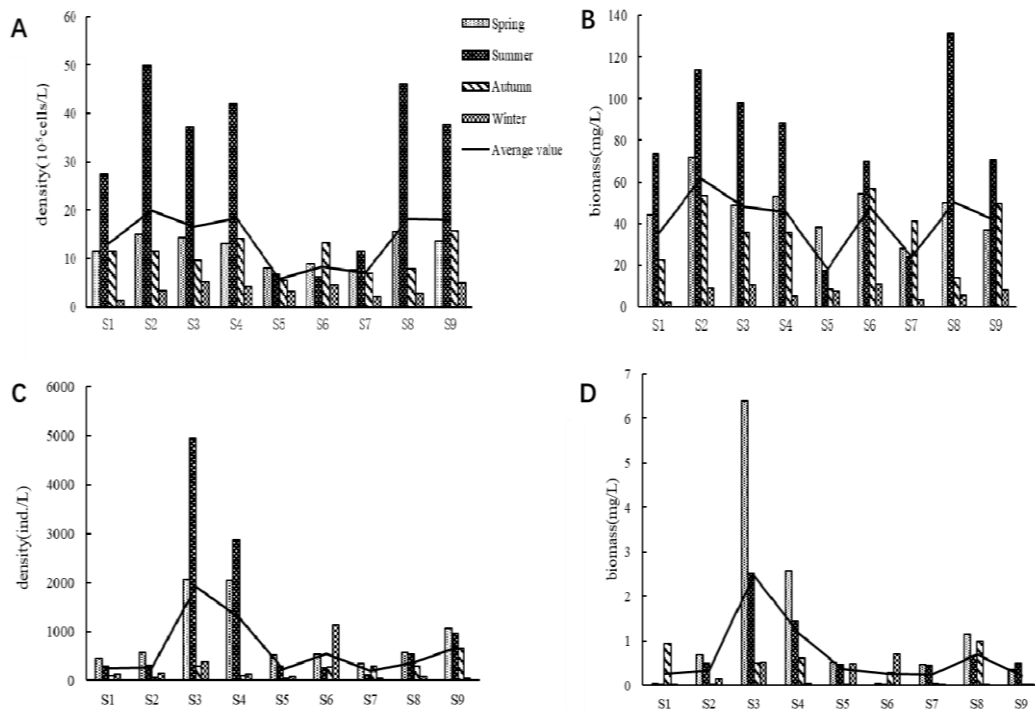 A
density(10⁵cells/L)
60
50
40
30
20
10
0
S1 S2 S3 S4 S5 S6 S7 S8 S9
Spring
Summer
Autumn
Winter
Average value
B
biomass(mg/L)
140
120
100
80
60
40
20
0
S1 S2 S3 S4 S5 S6 S7 S8 S9
C
density(ind./L)
6000
5000
4000
3000
2000
1000
0
S1 S2 S3 S4 S5 S6 S7 S8 S9
D
biomass(mg/L)
7
6
5
4
3
2
1
0
S1 S2 S3 S4 S5 S6 S7 S8 S9